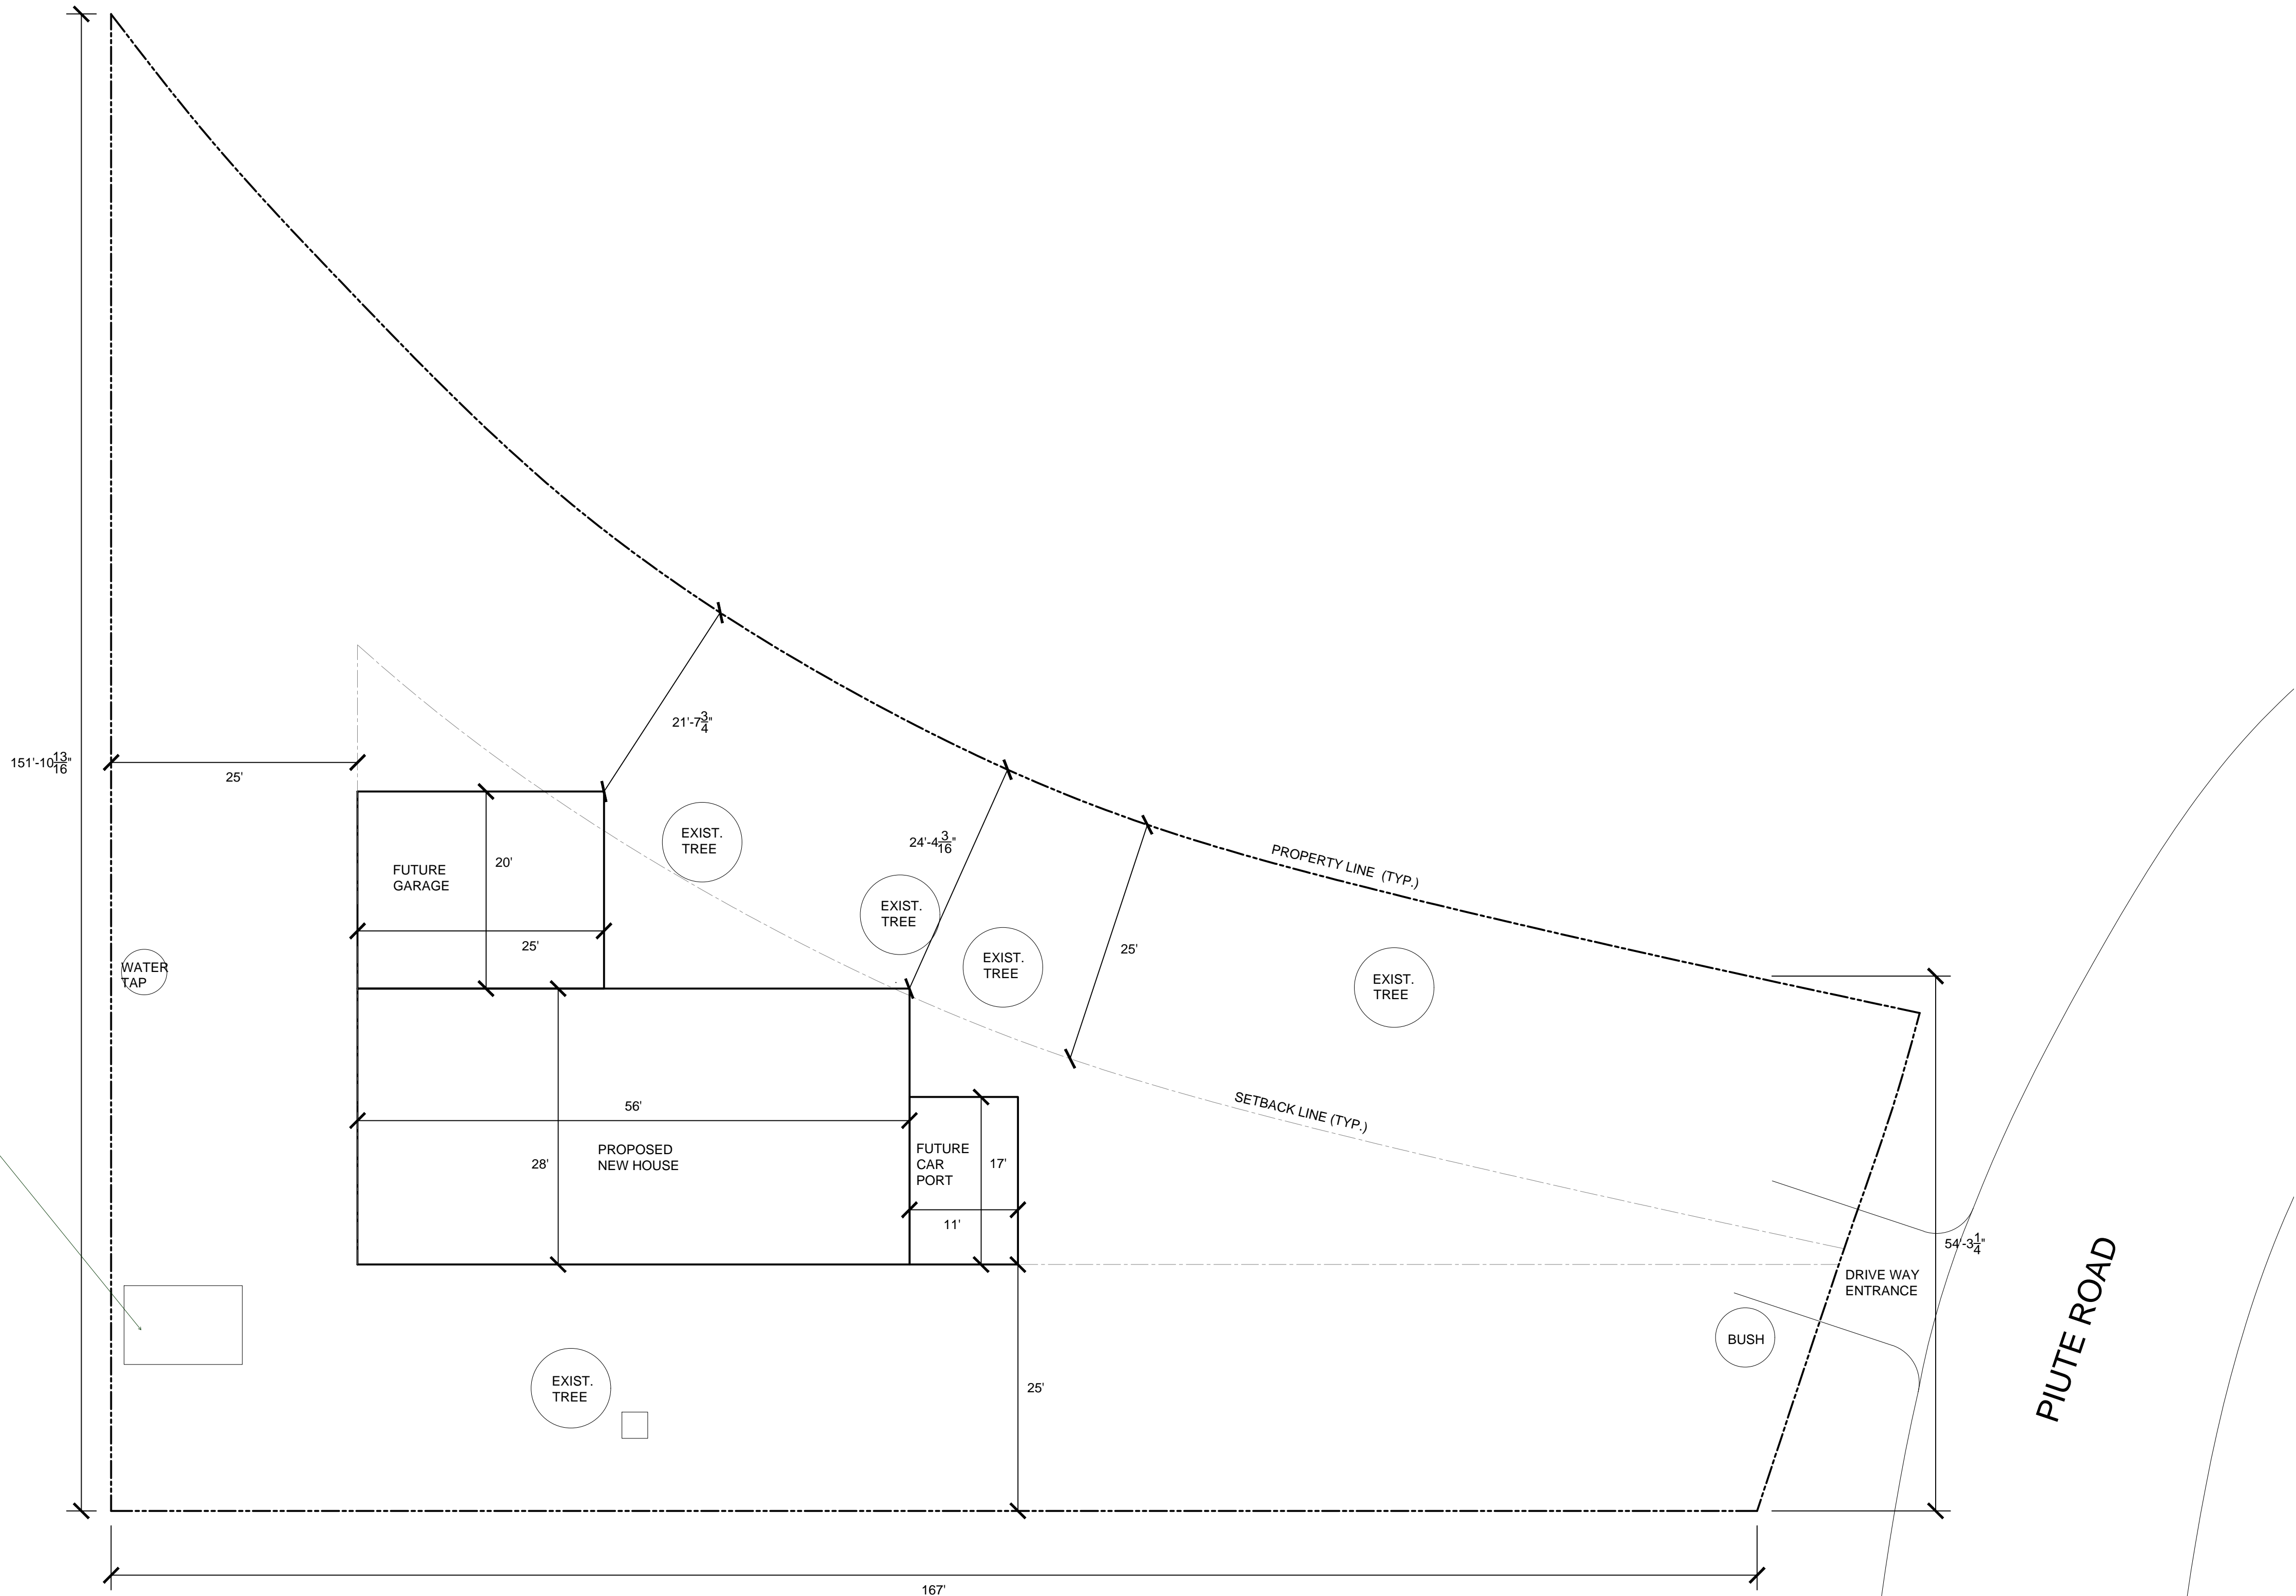 21'-7 3/4"
151'-10 13/16"
25'
EXIST.
TREE
20'
FUTURE
GARAGE
25'
24'-4 3/16"
EXIST.
TREE
PROPERTY LINE (TYP.)
25'
EXIST.
TREE
EXIST.
TREE
WATER
TAP
56'
PROPOSED
NEW HOUSE
28'
FUTURE
CAR
PORT
17'
11'
SETBACK LINE (TYP.)
54'-3 1/4"
DRIVE WAY
ENTRANCE
BUSH
PIUTE ROAD
EXIST.
TREE
25'
167'